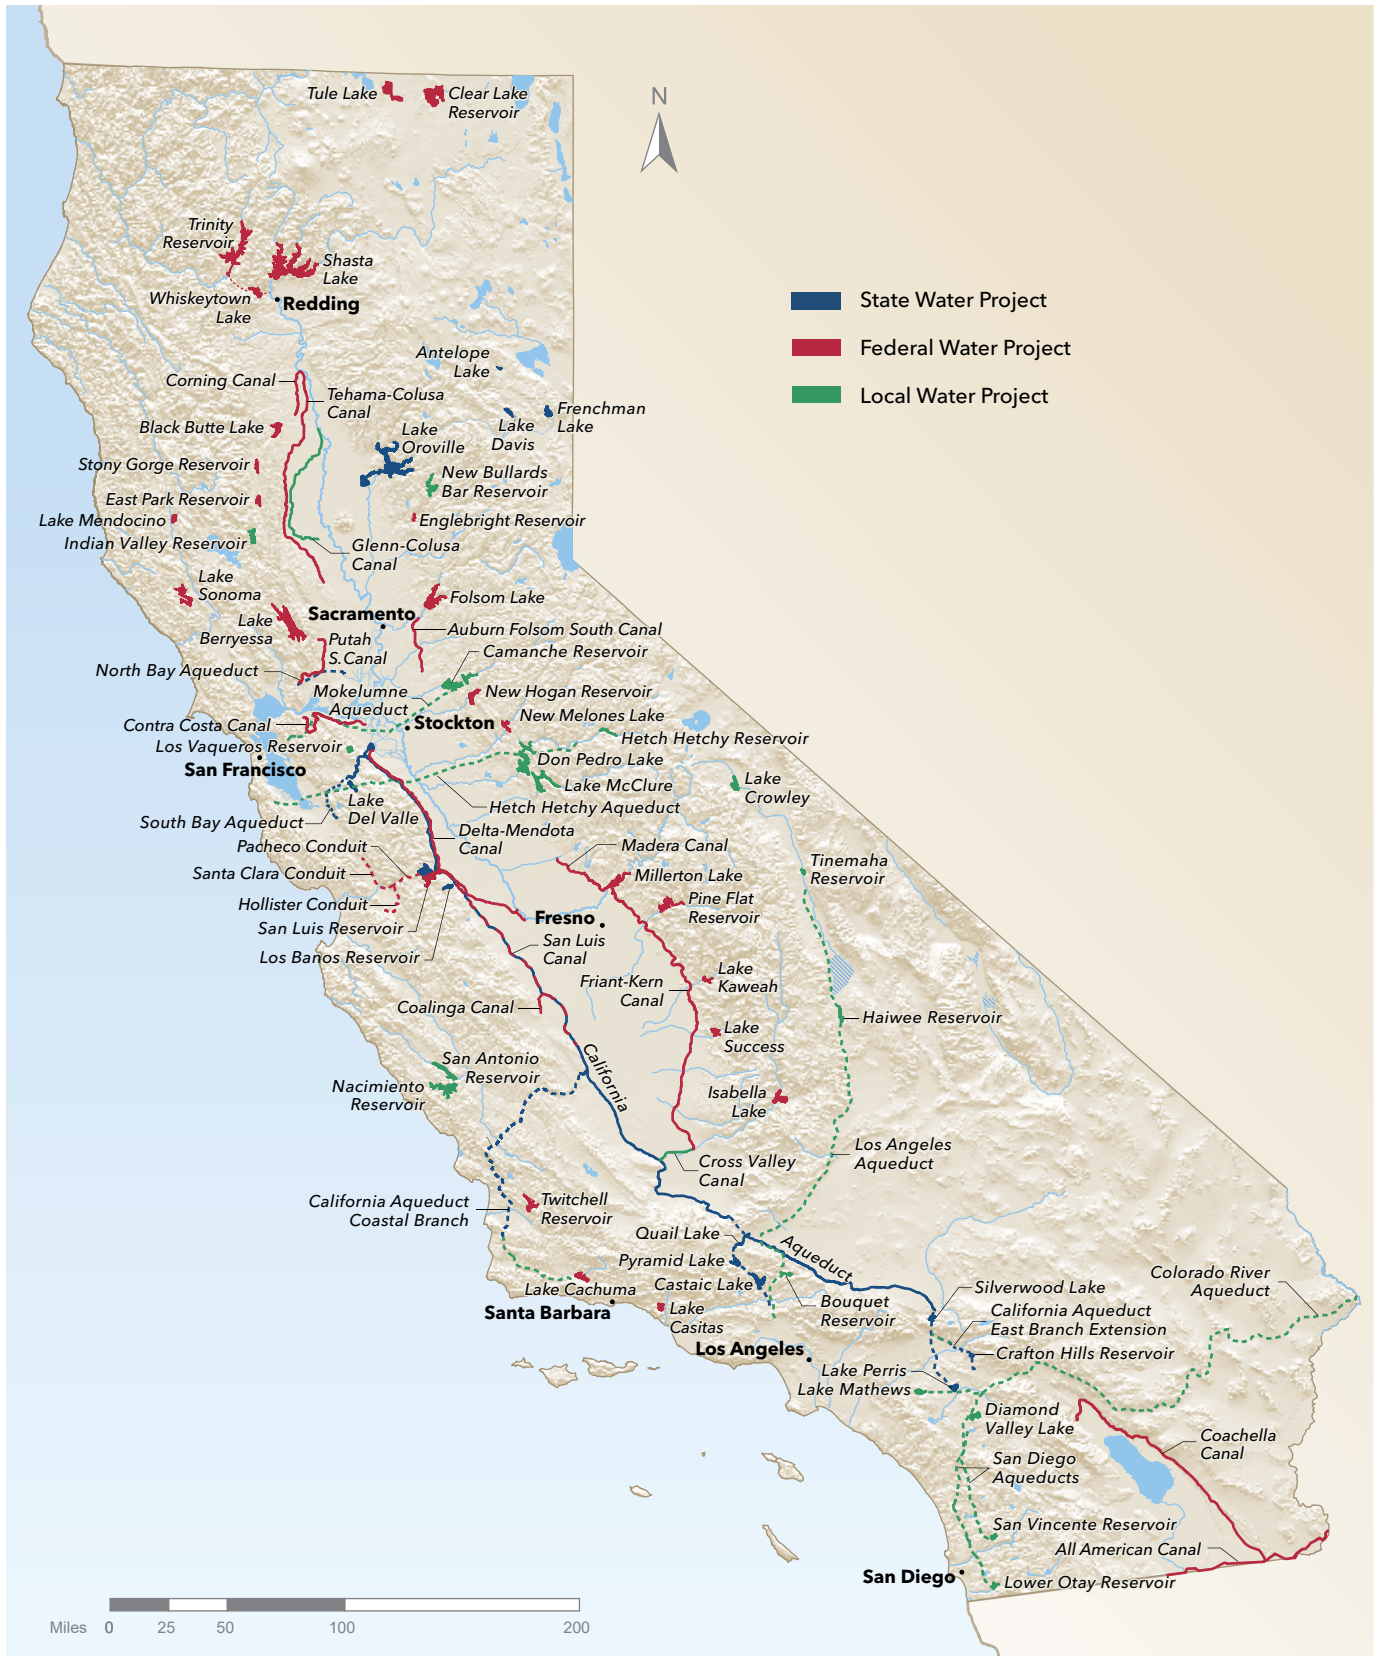 Tule Lake
Clear Lake
Reservoir
N
Trinity
Reservoir
Shasta
Lake
Whiskeytown
Lake
Redding
State Water Project
Federal Water Project
Local Water Project
Antelope
Lake
Corning Canal
Tehama-Colusa
Canal
Frenchman
Lake
Lake
Davis
Black Butte Lake
Lake
Oroville
Stony Gorge Reservoir
New Bullards
Bar Reservoir
East Park Reservoir
Lake Mendocino
Englebright Reservoir
Indian Valley Reservoir
Glenn-Colusa
Canal
Lake
Sonoma
Folsom Lake
Sacramento
Lake
Berryessa
Auburn Folsom South Canal
Putah
S.Canal
Camanche Reservoir
North Bay Aqueduct
Mokelumne
Aqueduct
New Hogan Reservoir
Contra Costa Canal
Stockton
New Melones Lake
Los Vaqueros Reservoir
Hetch Hetchy Reservoir
San Francisco
Don Pedro Lake
Lake McClure
Lake
Crowley
Lake
Del Valle
Hetch Hetchy Aqueduct
South Bay Aqueduct
Delta-Mendota
Canal
Pacheco Conduit
Madera Canal
Tinemaha
Reservoir
Santa Clara Conduit
Millerton Lake
Hollister Conduit
Pine Flat
Reservoir
San Luis Reservoir
Fresno
Los Banos Reservoir
San Luis
Canal
Lake
Kaweah
Friant-Kern
Canal
Coalinga Canal
Haiwee Reservoir
Lake
Success
California
San Antonio
Reservoir
Nacimiento
Reservoir
Isabella
Lake
Los Angeles
Aqueduct
Cross Valley
Canal
California Aqueduct
Coastal Branch
Twitchell
Reservoir
Quail Lake
Aqueduct
Pyramid Lake
Castaic Lake
Lake Cachuma
Santa Barbara
Lake
Casitas
Bouquet
Reservoir
Silverwood Lake
Colorado River
Aqueduct
California Aqueduct
East Branch Extension
Los Angeles
Crafton Hills Reservoir
Lake Perris
Lake Mathews
Diamond
Valley Lake
Coachella
Canal
San Diego
Aqueducts
San Vincente Reservoir
All American Canal
San Diego
Lower Otay Reservoir
Miles 0 25 50 100 200